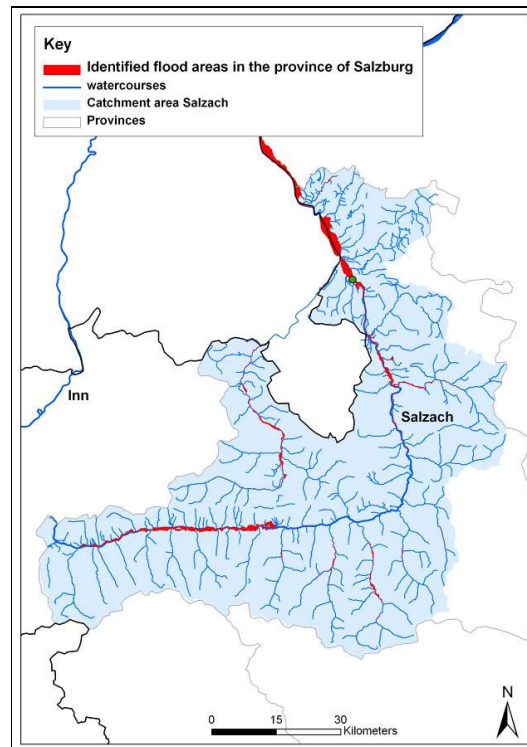 Key
Identified flood areas in the province of Salzburg
watercourses
Catchment area Salzach
Provinces
Inn
Salzach
N
0 15 30
Kilometers